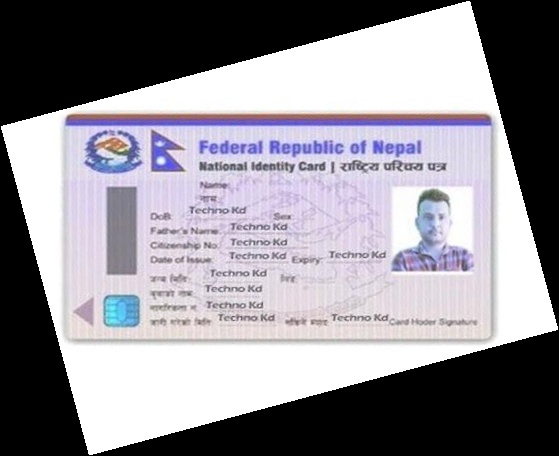 Federal Republic of Nepal
National Identity Card | राष्ट्रिय परिचय पत्र
Name:
नाम:
DoB: Techno Kd Sex
Father's Name: Techno Kd
Citizenship No. Techno Kd
Date of Issue: Techno Kd Expiry: Techno Kd
जन्म मिति: Techno Kd लिङ्ग:
बुवाको नाम: Techno Kd
नागरिकता न. Techno Kd
जारी गरेको मिति: Techno Kd Techno Kd Card Hoder Signature